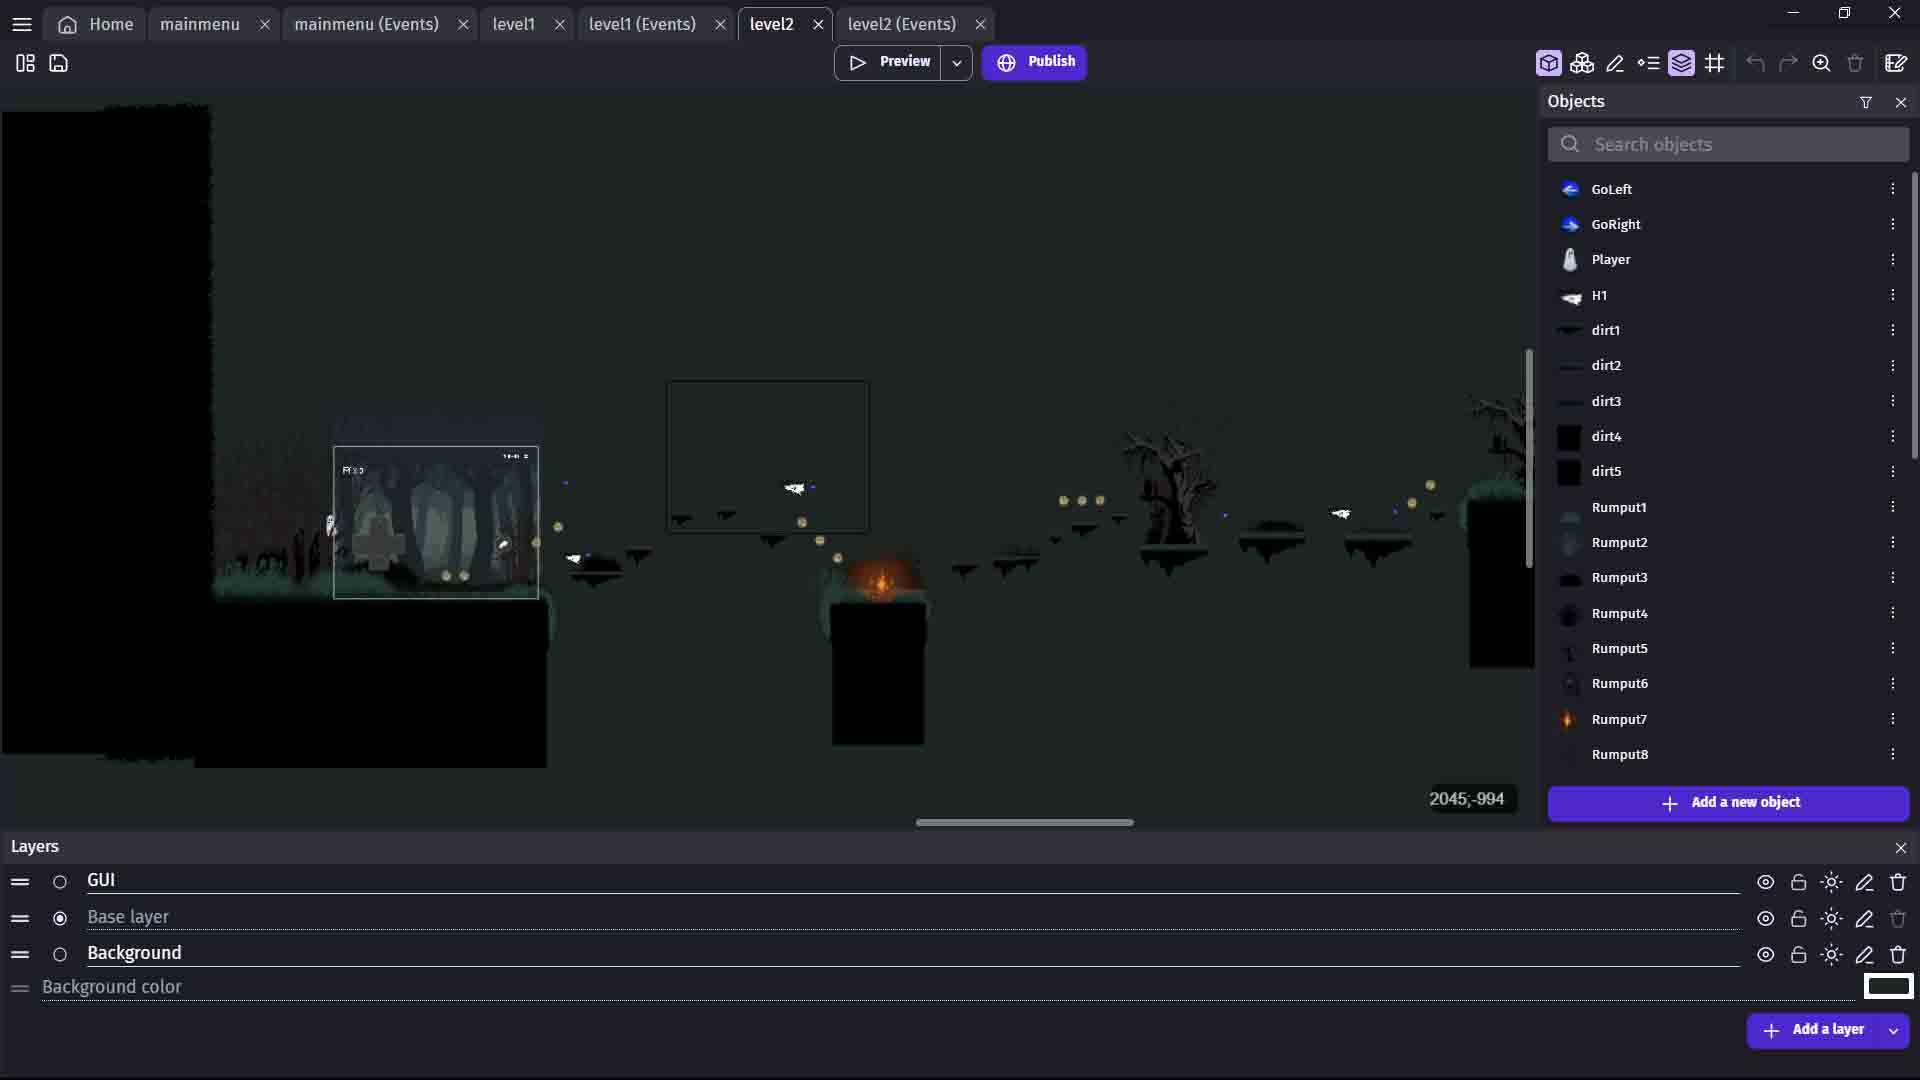 Home
mainmenu
mainmenu (Events)
level1
level1 (Events)
level2
level2 (Events)
Preview
Publish
Objects
Search objects
GoLeft
GoRight
Player
H1
dirt1
dirt2
dirt3
dirt4
dirt5
Rumput1
Rumput2
Rumput3
Rumput4
Rumput5
Rumput6
Rumput7
Rumput8
2045;-994
Add a new object
Layers
GUI
Base layer
Background
Background color
Add a layer